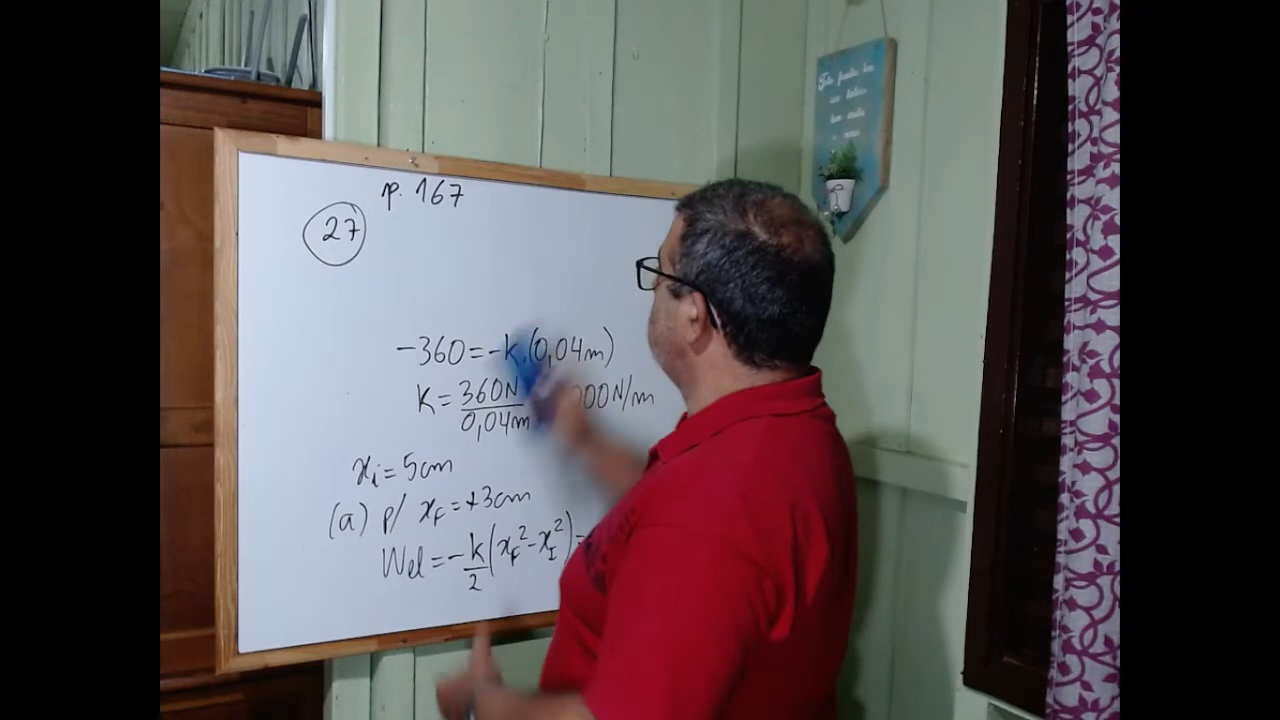 p. 167
27
-360=-k.(0,04m)
K=360N/0,04m 000N/m
xi=5cm
(a) p/ xF=+3cm
Wel=-k/2(xF²-xI²)=